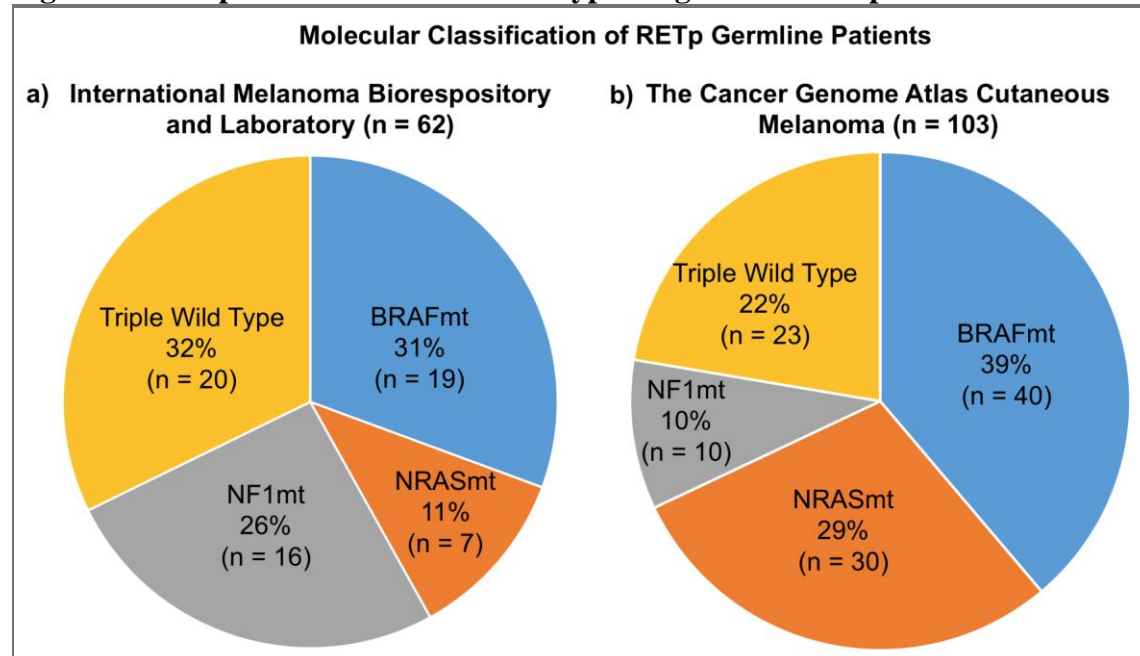 Molecular Classification of RETp Germline Patients
a) International Melanoma Biorespository
and Laboratory (n = 62)
Triple Wild Type
32%
(n = 20)
BRAFmt
31%
(n = 19)
NF1mt
26%
(n = 16)
NRASmt
11%
(n = 7)
b) The Cancer Genome Atlas Cutaneous
Melanoma (n = 103)
Triple Wild Type
22%
(n = 23)
BRAFmt
39%
(n = 40)
NF1mt
10%
(n = 10)
NRASmt
29%
(n = 30)